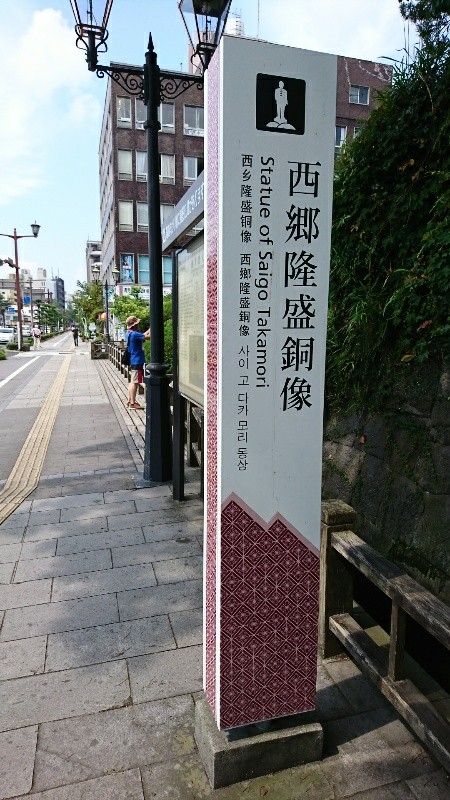 西郷隆盛銅像
Statue of Saigo Takamori
西乡隆盛铜像 西鄉隆盛銅像 사이고 다카모리 동상